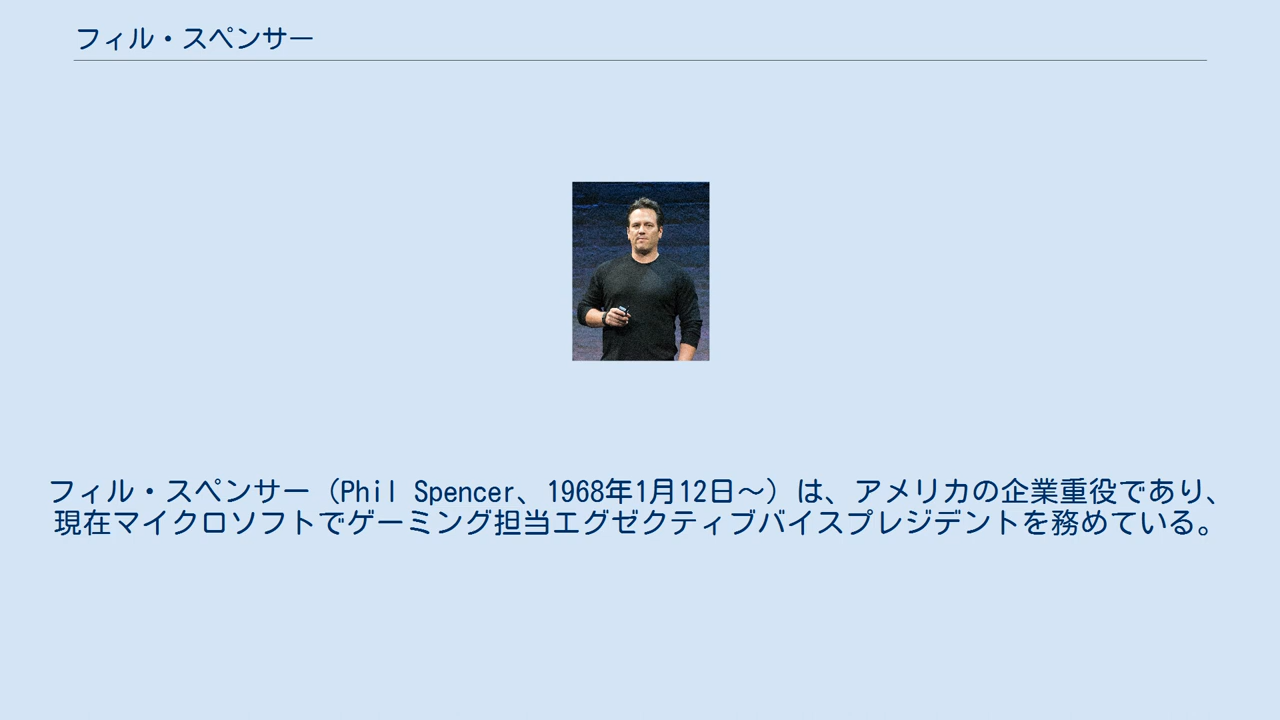 フィル・スペンサー
フィル・スペンサー（Phil Spencer、1968年1月12日～）は、アメリカの企業重役であり、
現在マイクロソフトでゲーミング担当エグゼクティブバイスプレジデントを務めている。